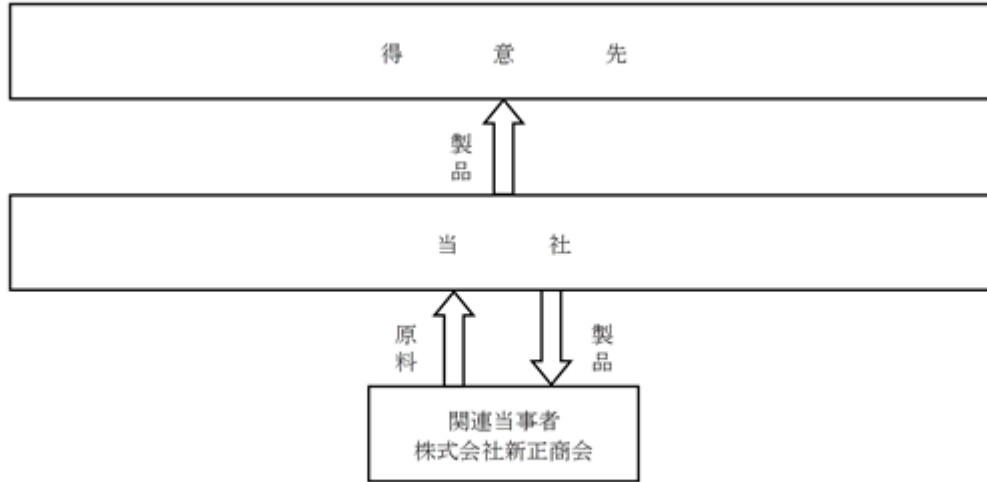 得意先
製品
当社
原料
製品
関連当事者
株式会社新正商会